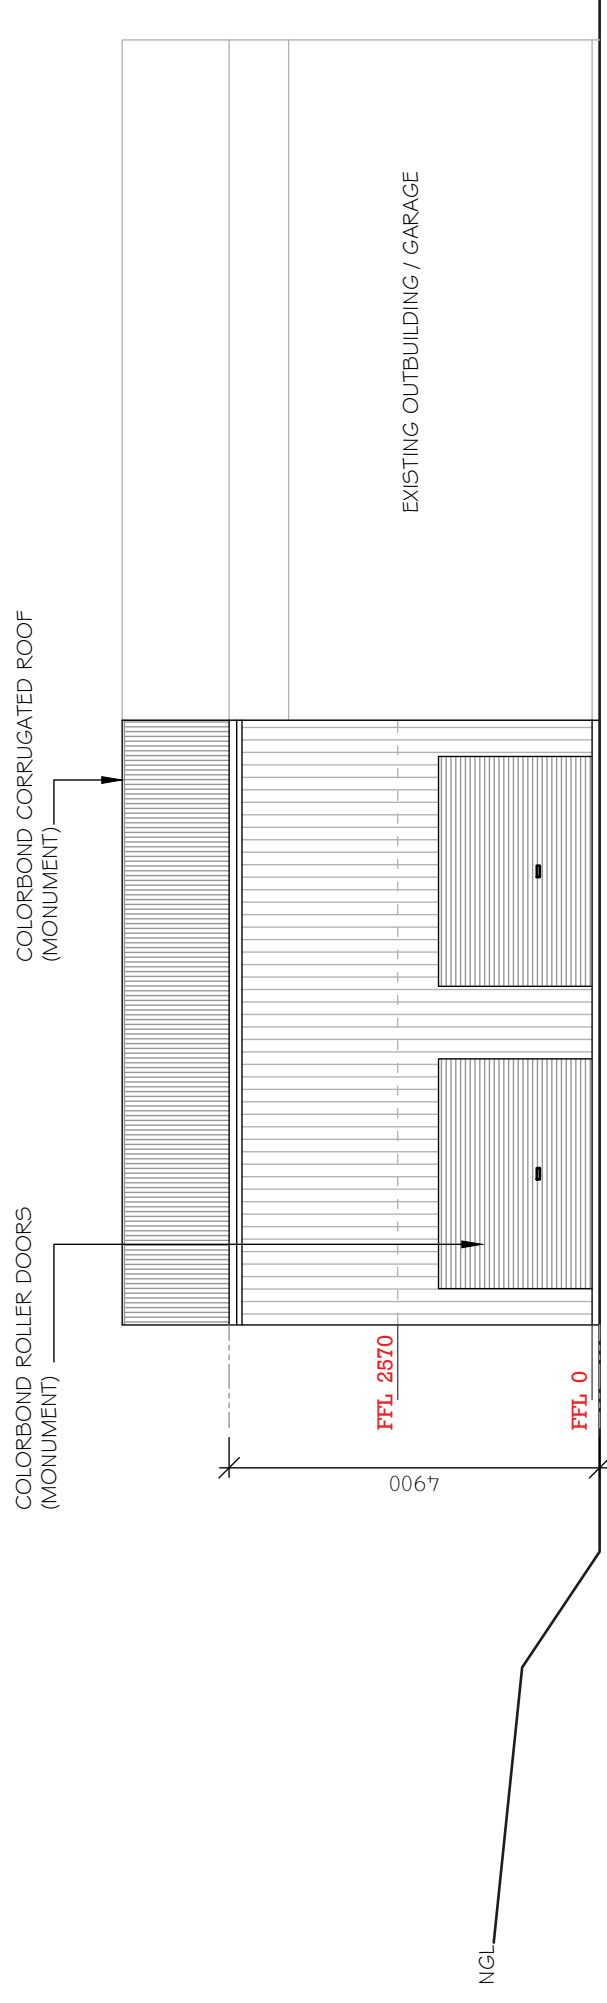 COLORBOND ROLLER DOORS
(MONUMENT)
COLORBOND CORRUGATED ROOF
(MONUMENT)
EXISTING OUTBUILDING / GARAGE
FFL 2570
4900
FFL 0
NGL